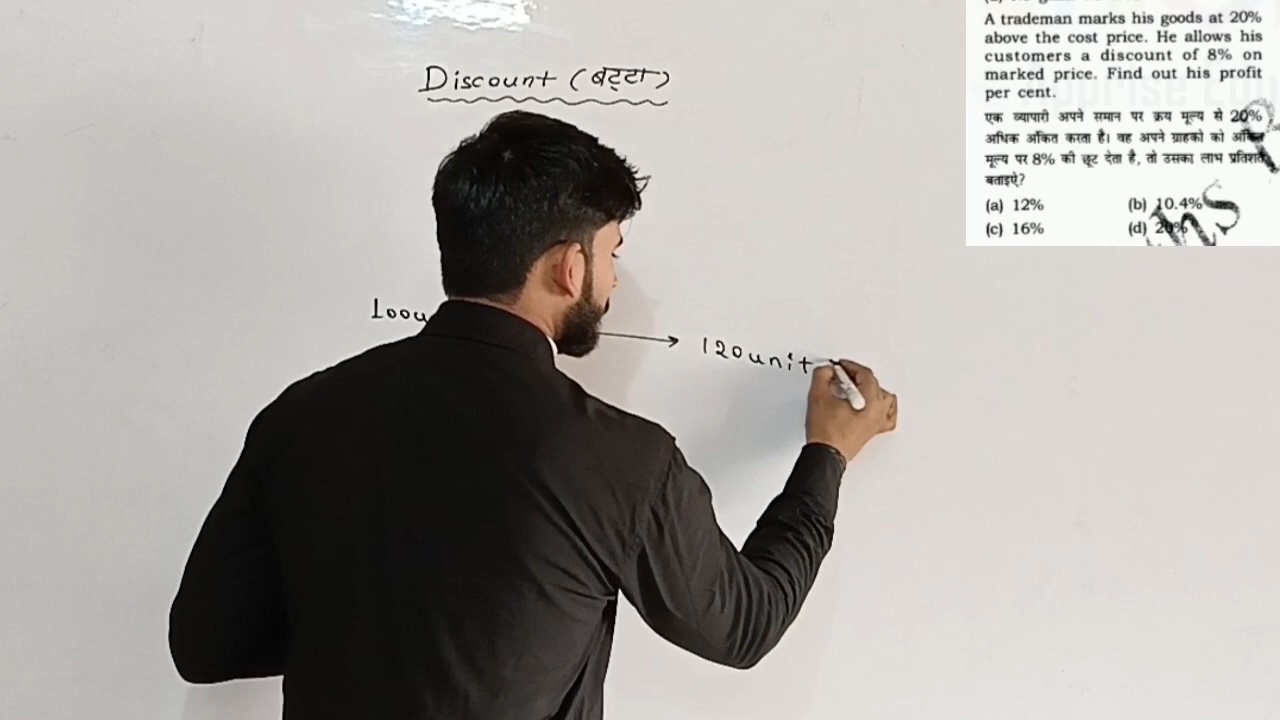 Discount (बट्टा)
100u
120unit
A trademan marks his goods at 20%
above the cost price. He allows his
customers a discount of 8% on
marked price. Find out his profit
per cent.
एक व्यापारी अपने समान पर क्रय मूल्य से 20%
अधिक अंकित करता है। वह अपने ग्राहको को अंकित
मूल्य पर 8% की छूट देता है, तो उसका लाभ प्रतिशत
बताइऐ?
(a) 12% (b) 10.4%
(c) 16% (d) 20%